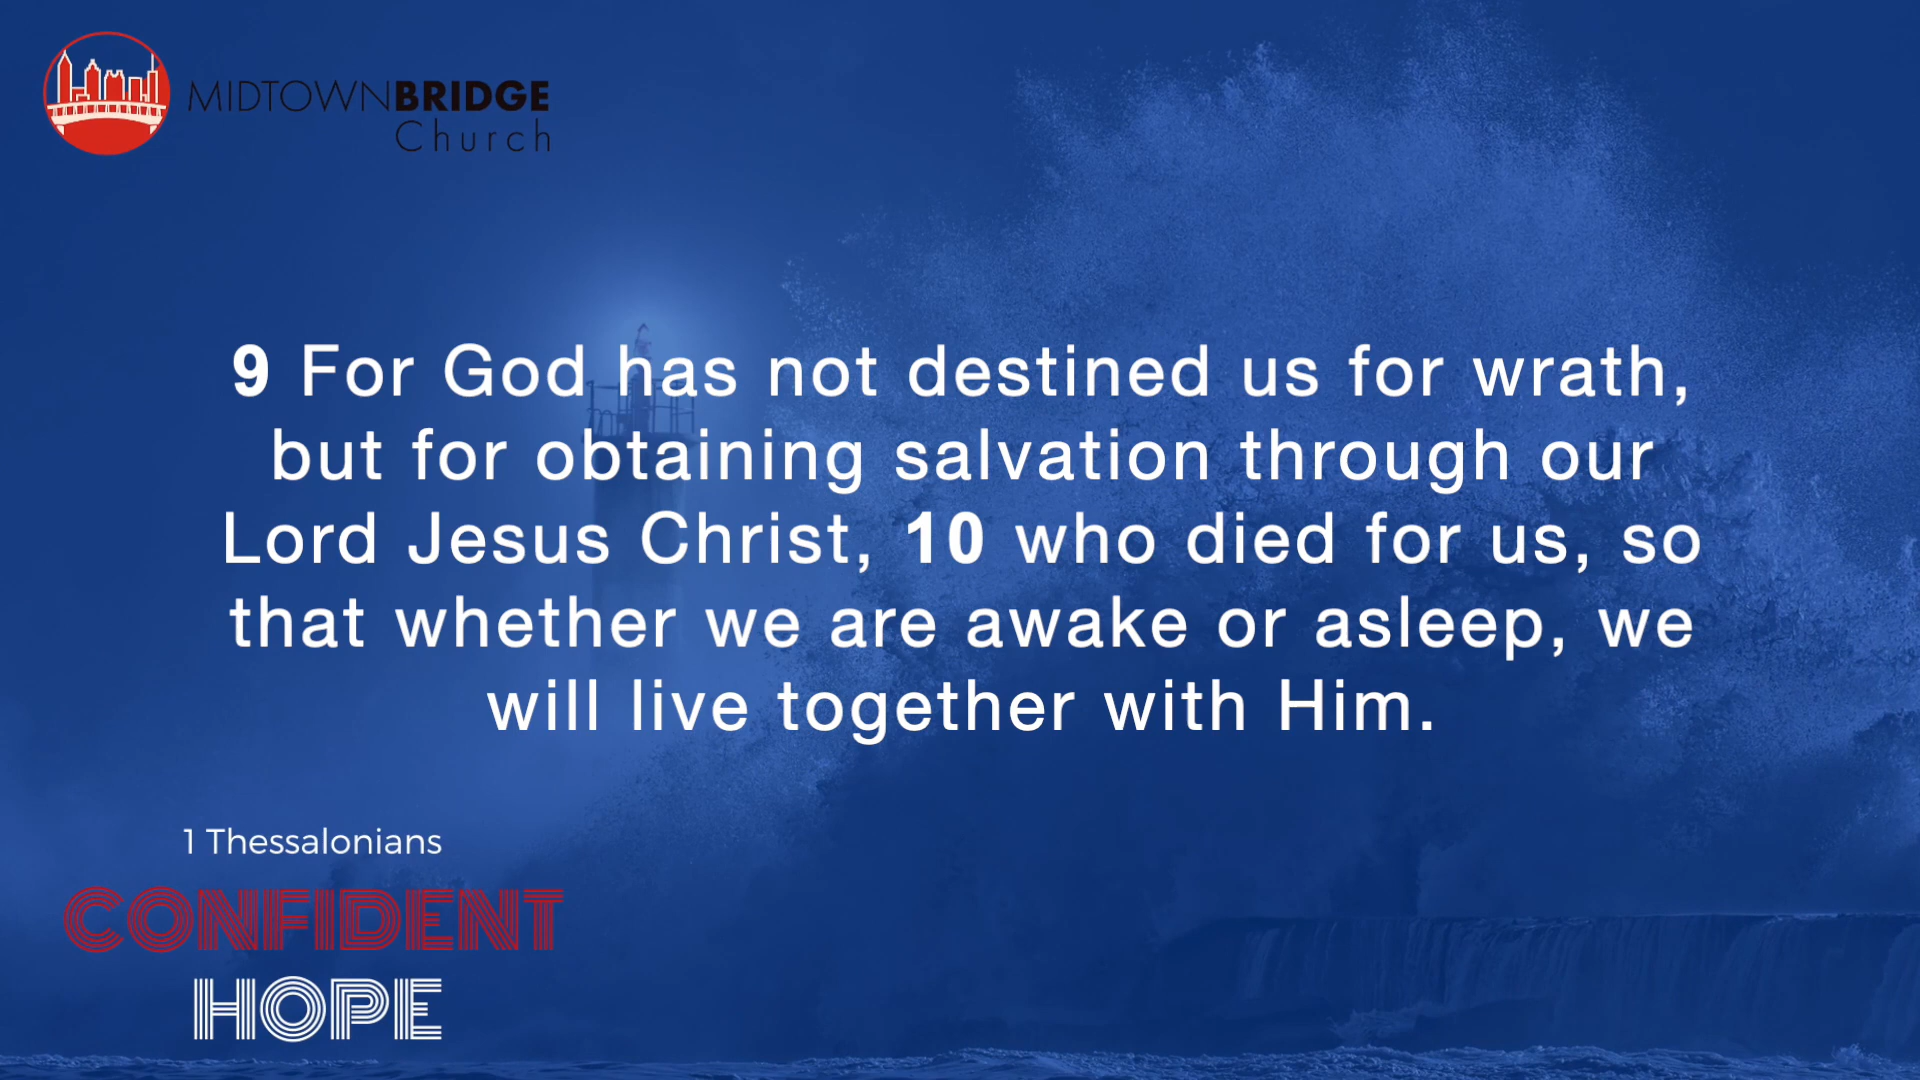 MIDTOWNBRIDGE
Church
9 For God has not destined us for wrath,
but for obtaining salvation through our
Lord Jesus Christ, 10 who died for us, so
that whether we are awake or asleep, we
will live together with Him.
1 Thessalonians
CONFIDENT
HOPE